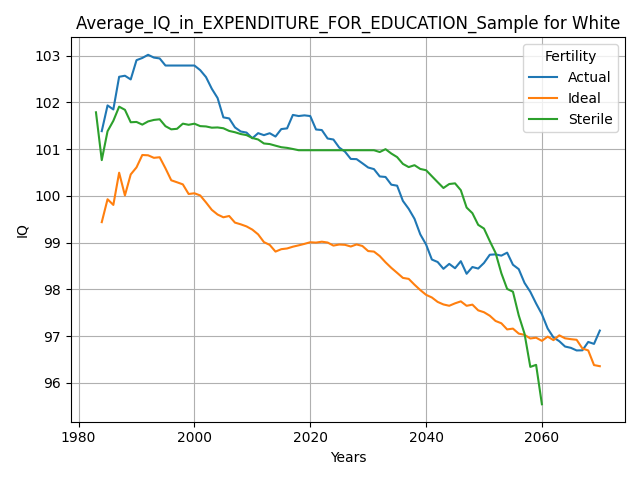 Average_IQ_in_EXPENDITURE_FOR_EDUCATION_Sample for White
Fertility
Actual
Ideal
Sterile
IQ
103
102
101
100
99
98
97
96
1980
2000
2020
2040
2060
Years